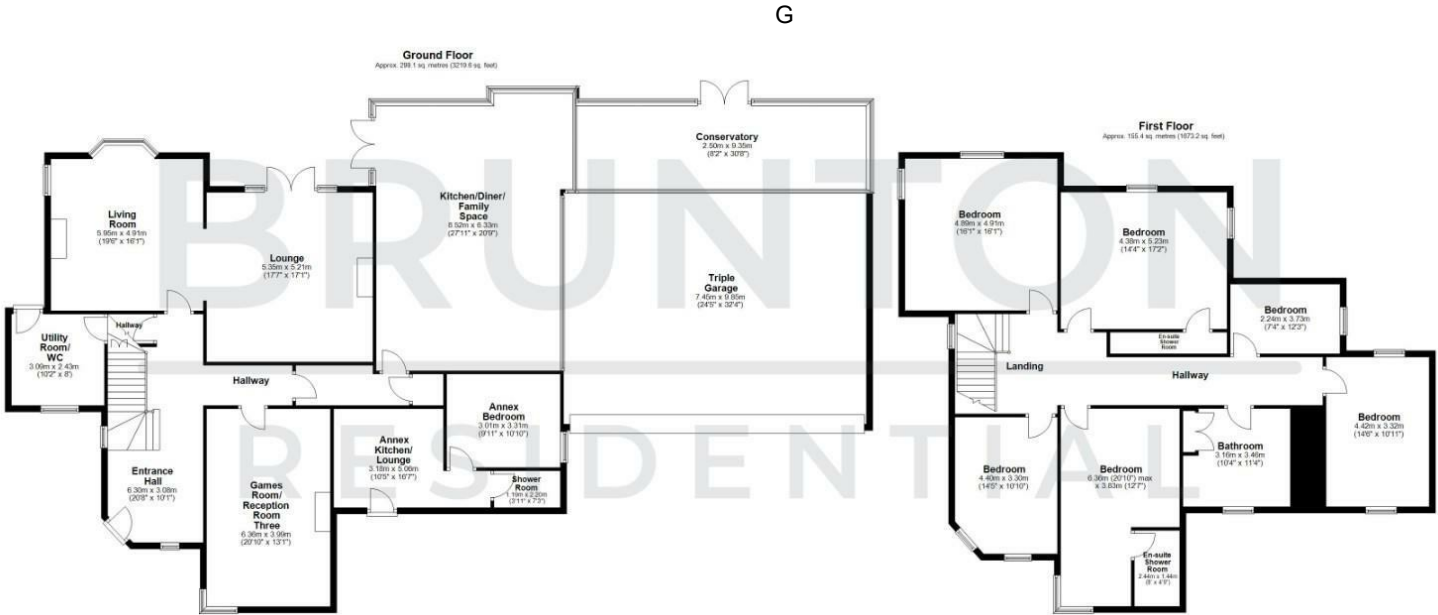 G
Ground Floor
Approx. 299.1 sq. metres (3219.6 sq. feet)
Living
Room
5.95m x 4.91m
(19'6" x 16'1")
Lounge
5.35m x 5.21m
(17'7" x 17'1")
Kitchen/Diner/
Family
Space
8.52m x 6.33m
(27'11" x 20'9")
Conservatory
2.50m x 9.35m
(8'2" x 30'8")
Triple
Garage
7.45m x 9.85m
(24'5" x 32'4")
Utility
Room/
WC
3.09m x 2.43m
(10'2" x 8')
Hallway
Hallway
Entrance
Hall
6.30m x 3.08m
(20'8" x 10'1")
Games
Room/
Reception
Room
Three
6.36m x 3.99m
(20'10" x 13'1")
Annex
Kitchen/
Lounge
3.18m x 5.06m
(10'5" x 16'7")
Annex
Bedroom
3.01m x 3.31m
(9'11" x 10'10")
Shower
Room
1.19m x 2.20m
(3'11" x 7'3")
First Floor
Approx. 155.4 sq. metres (1673.2 sq. feet)
Bedroom
4.89m x 4.91m
(16'1" x 16'1")
Bedroom
4.38m x 5.23m
(14'4" x 17'2")
Bedroom
2.24m x 3.73m
(7'4" x 12'3")
En-suite
Shower
Room
Landing
Hallway
Bedroom
4.42m x 3.32m
(14'6" x 10'11")
Bedroom
4.40m x 3.30m
(14'5" x 10'10")
Bedroom
6.36m (20'10") max
x 3.83m (12'7")
Bathroom
3.16m x 3.46m
(10'4" x 11'4")
En-suite
Shower
Room
2.44m x 1.44m
(8' x 4'9")
BRUNTON
RESIDENTIAL